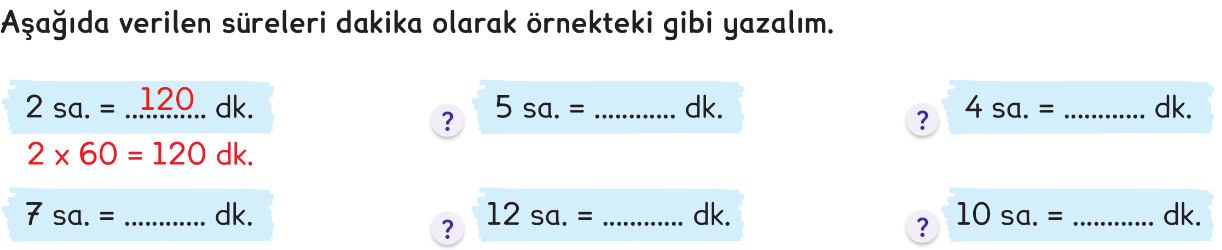 Aşağıda verilen süreleri dakika olarak örnekteki gibi yazalım.
2 sa. = ....120.... dk. ? 5 sa. = ............ dk. ? 4 sa. = ............ dk.
2 x 60 = 120 dk.
7 sa. = ............ dk. ? 12 sa. = ............ dk. ? 10 sa. = ............ dk.